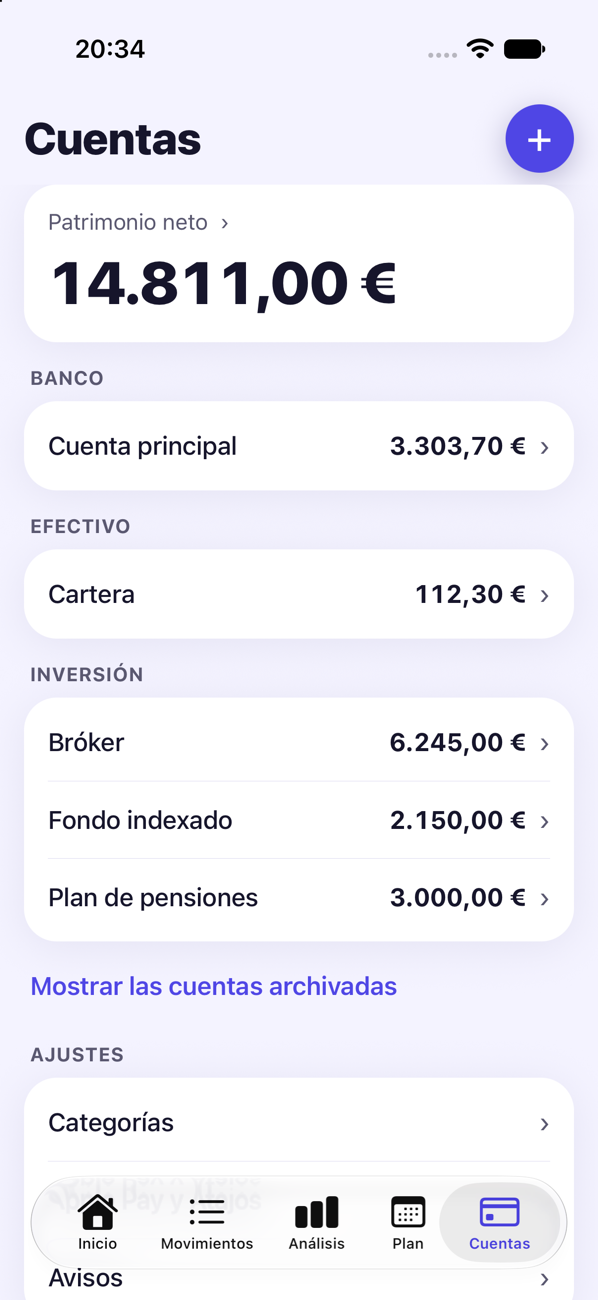 20:34
Cuentas
+
Patrimonio neto ›
14.811,00 €
BANCO
Cuenta principal 3.303,70 € ›
EFECTIVO
Cartera 112,30 € ›
INVERSIÓN
Bróker 6.245,00 € ›
Fondo indexado 2.150,00 € ›
Plan de pensiones 3.000,00 € ›
Mostrar las cuentas archivadas
AJUSTES
Categorías ›
Pay y Atajos
Inicio Movimientos Análisis Plan Cuentas
Avisos ›